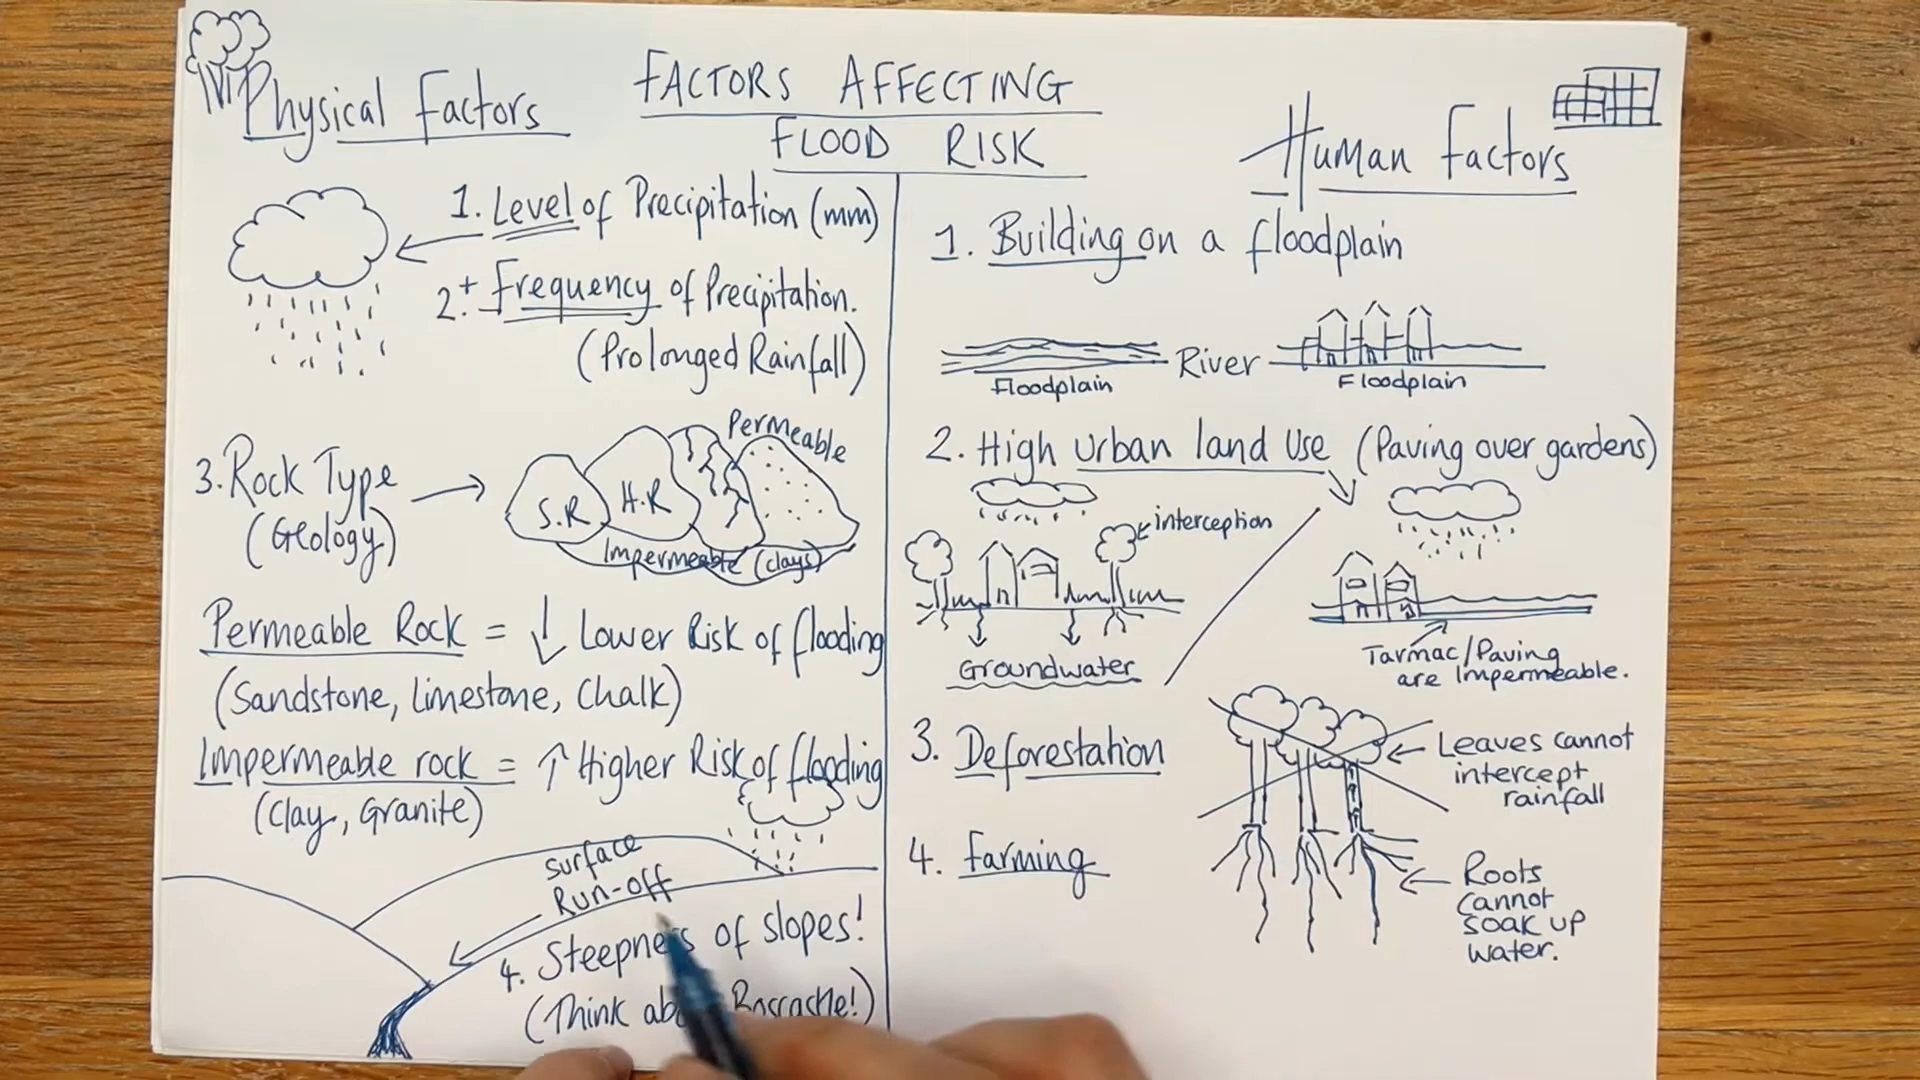 FACTORS AFFECTING
FLOOD RISK
Physical Factors
1. Level of Precipitation (mm)
2. + Frequency of Precipitation.
(Prolonged Rainfall)
3. Rock Type
(Geology)
Permeable
S.R
H.R
Impermeable (clays)
Permeable Rock = ↓ Lower Risk of flooding
(Sandstone, Limestone, Chalk)
Impermeable rock = ↑ Higher Risk of flooding
(Clay, Granite)
Surface
Run-off
4. Steepness of slopes!
(Think Boscastle!)
Human Factors
1. Building on a floodplain
River
Floodplain
Floodplain
2. High urban land use (Paving over gardens)
interception
Groundwater
Tarmac/Paving
are Impermeable.
3. Deforestation
Leaves cannot
intercept
rainfall
4. Farming
Roots
cannot
soak up
water.